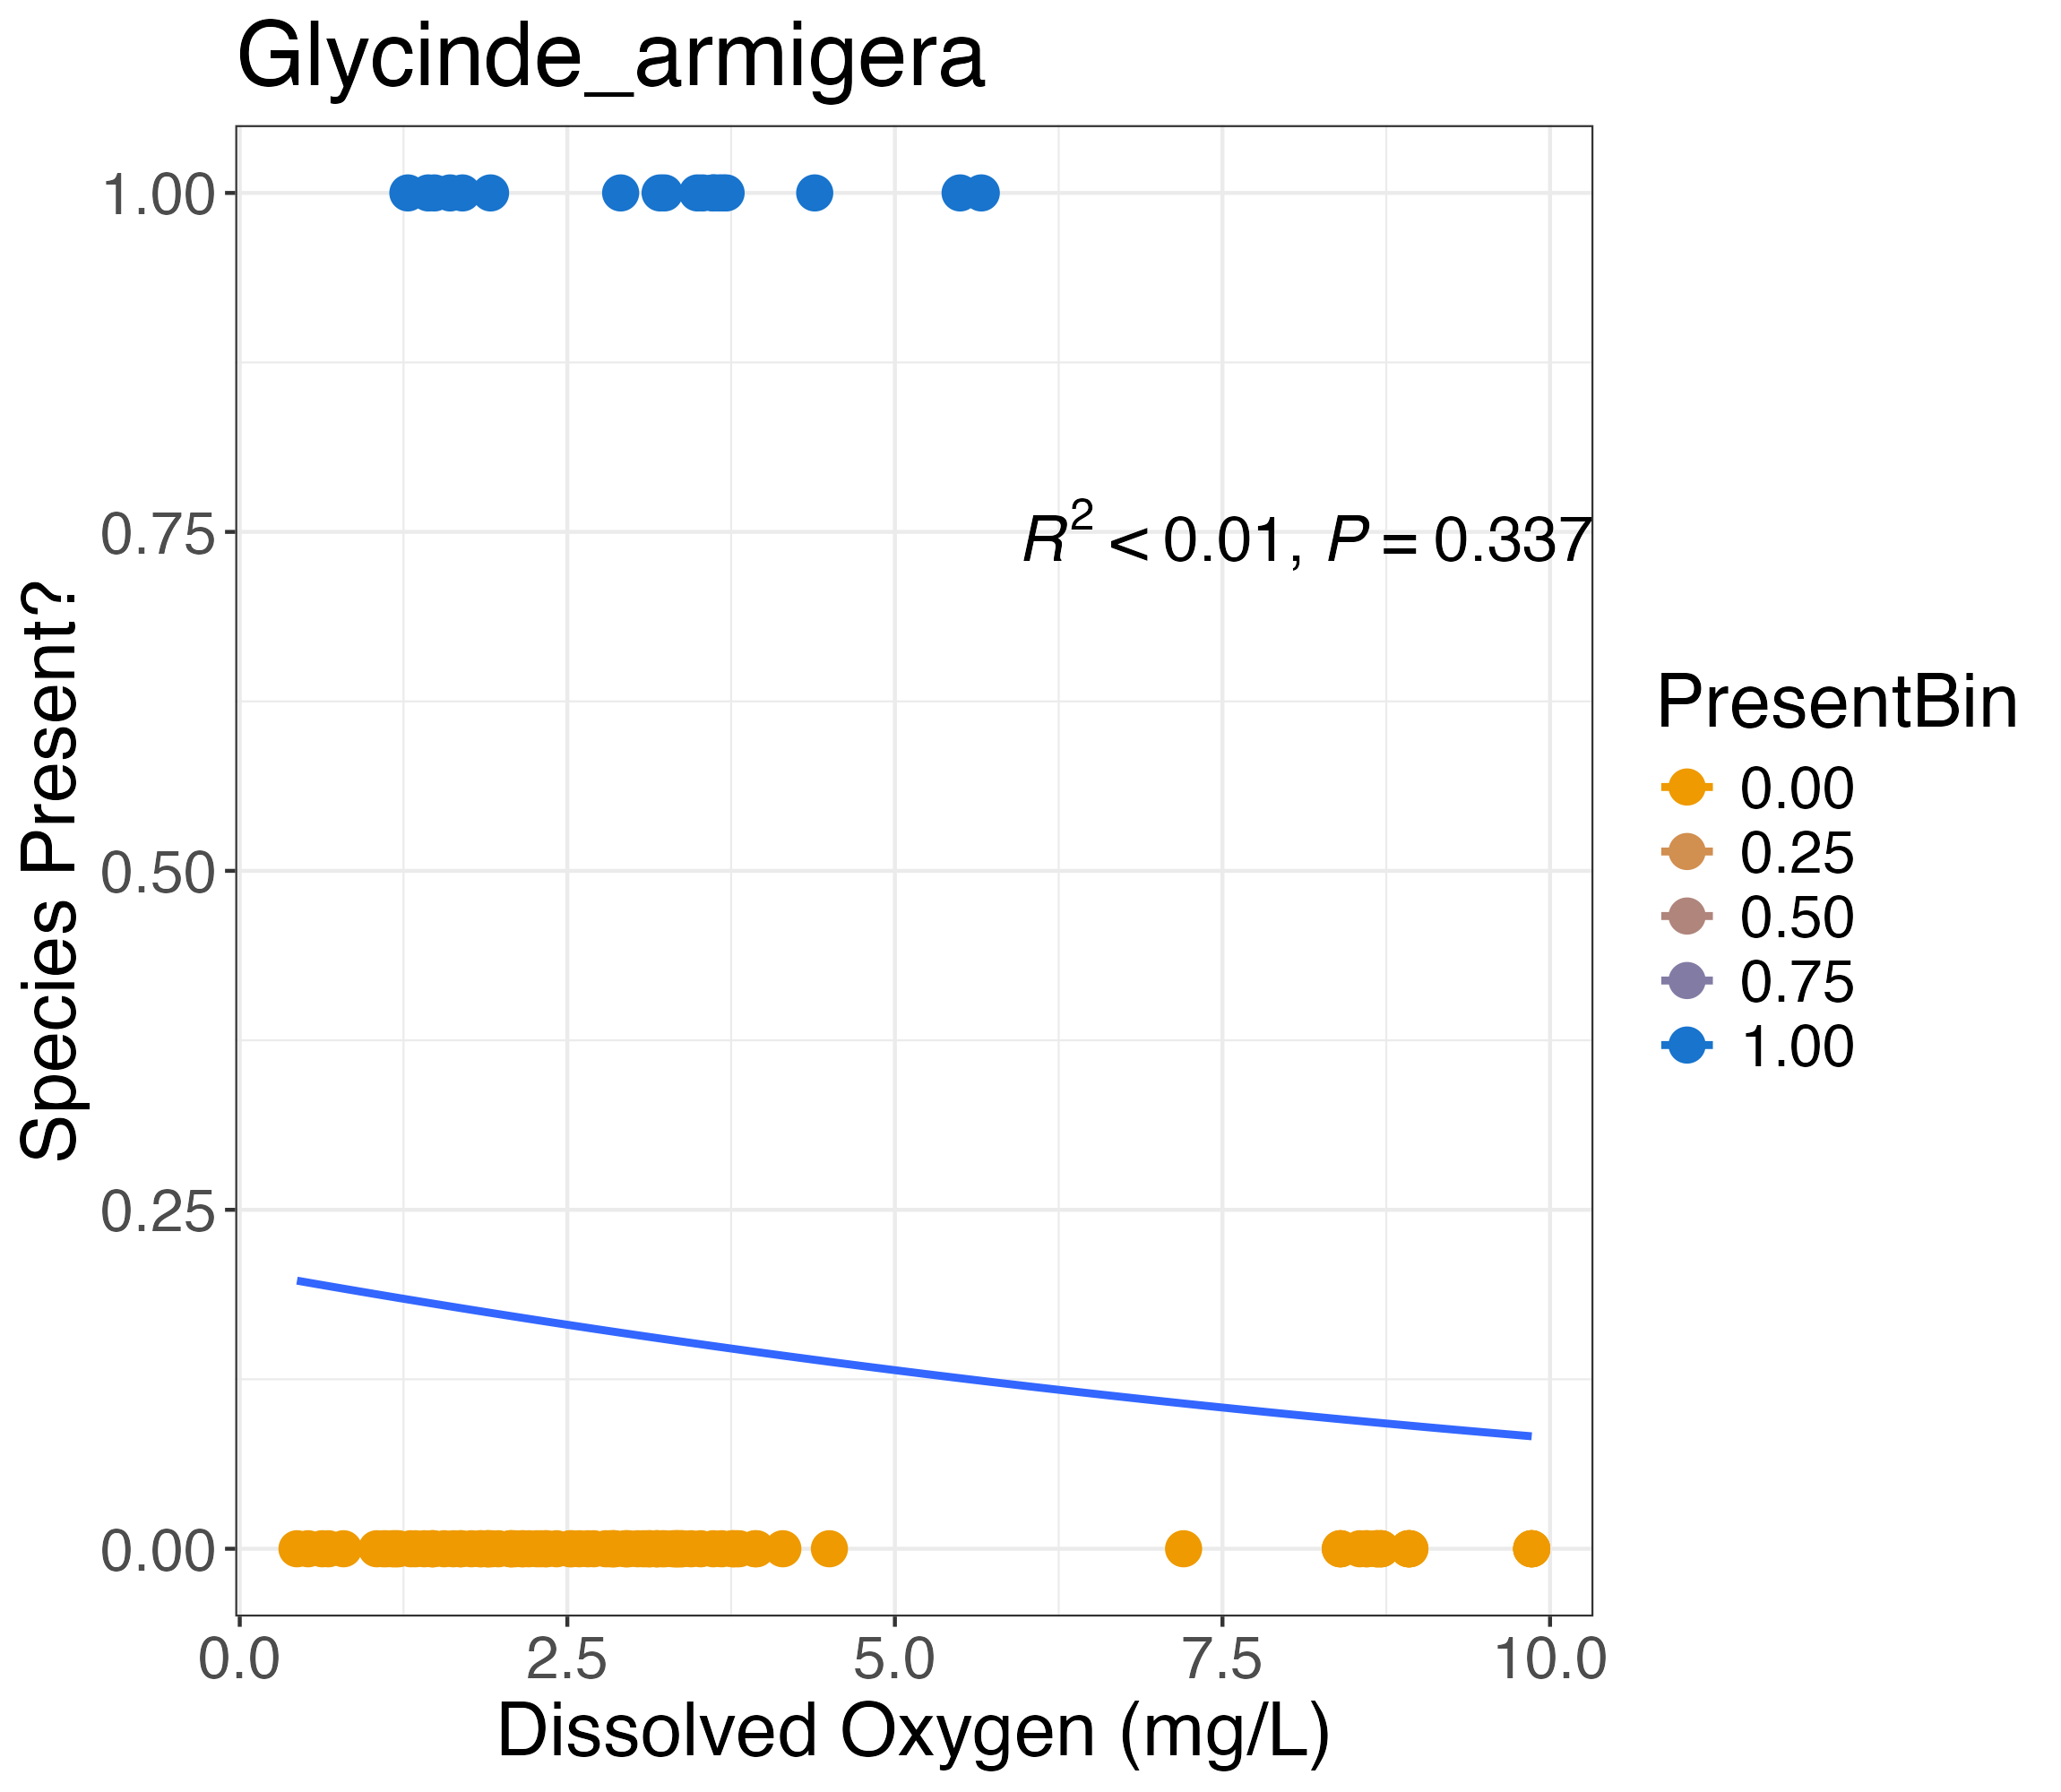 Glycinde_armigera
1.00
0.75
0.50
0.25
0.00
Species Present?
R² < 0.01, P = 0.337
0.0 2.5 5.0 7.5 10.0
Dissolved Oxygen (mg/L)
PresentBin
0.00
0.25
0.50
0.75
1.00